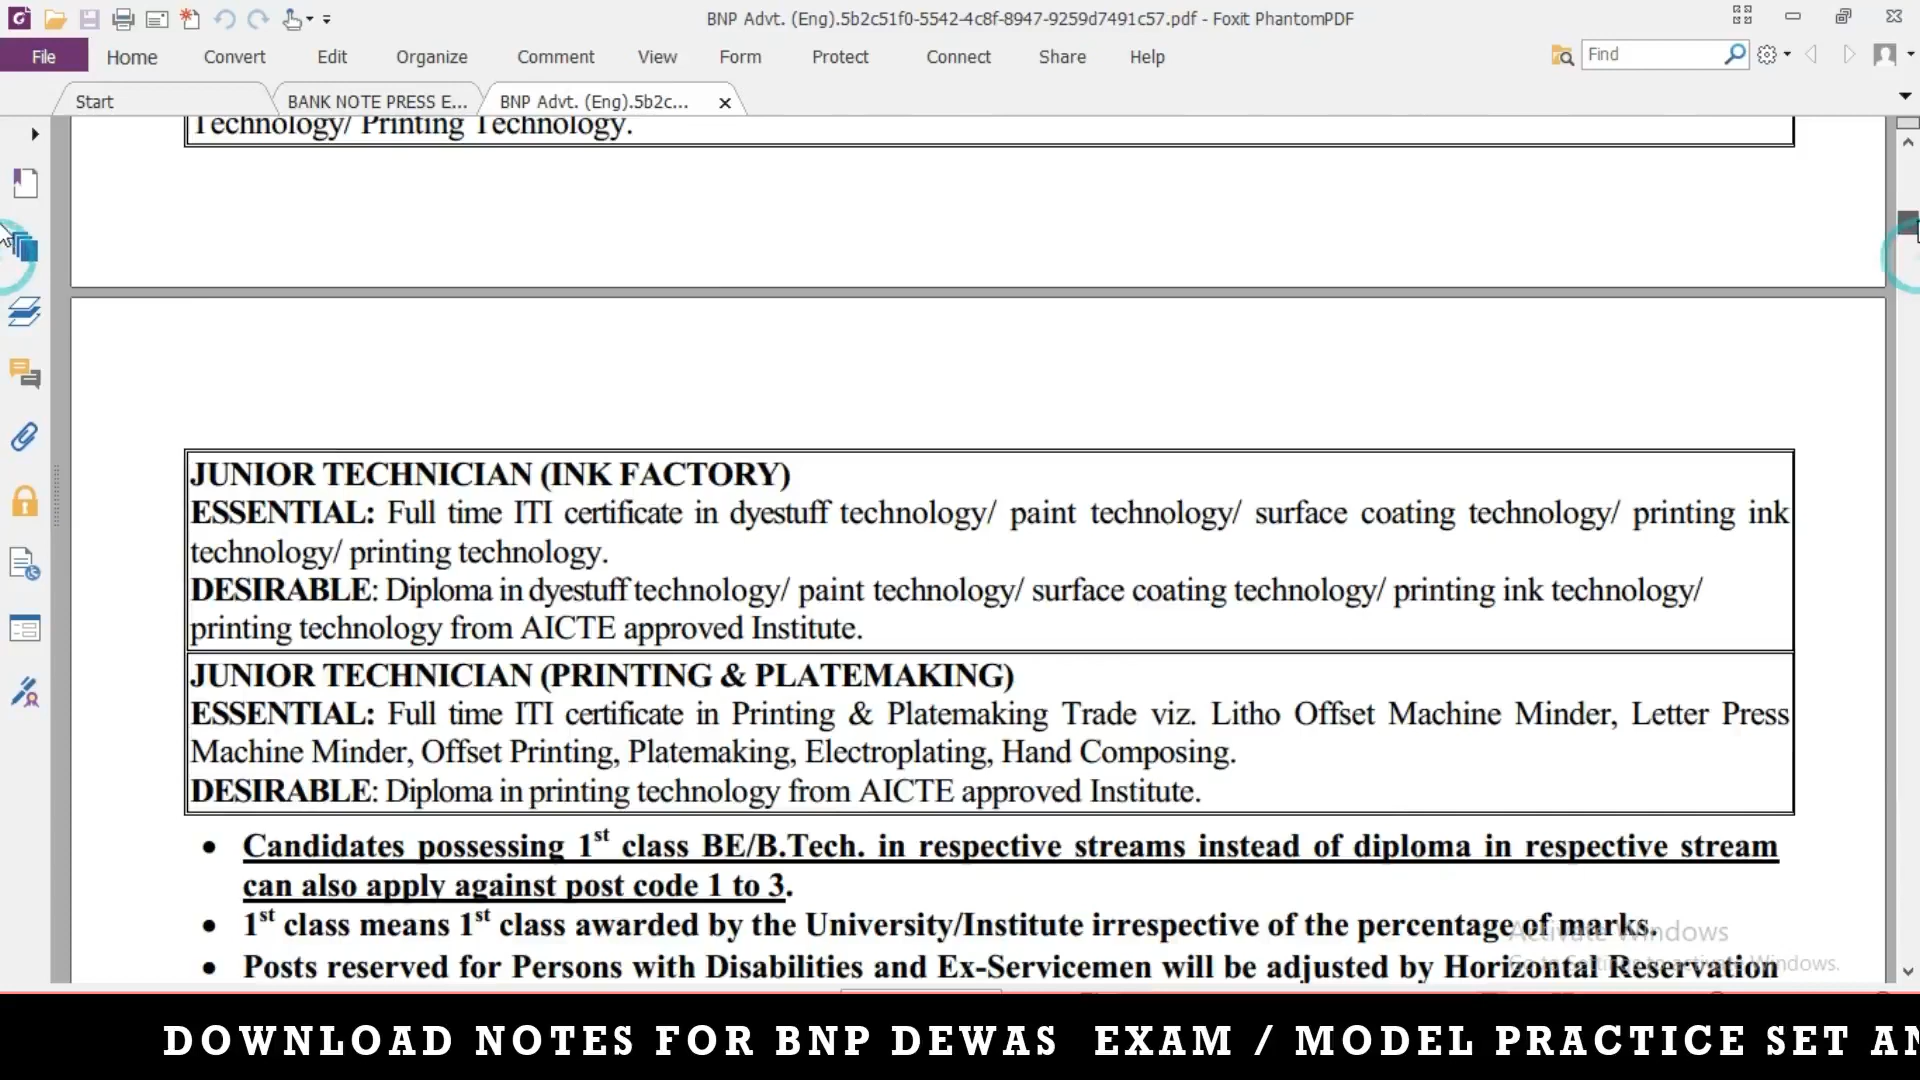 BNP Advt. (Eng).5b2c51f0-5542-4c8f-8947-9259d7491c57.pdf - Foxit PhantomPDF
File Home Convert Edit Organize Comment View Form Protect Connect Share Help Find
Start BANK NOTE PRESS E... BNP Advt. (Eng).5b2c...
Technology/ Printing Technology.
JUNIOR TECHNICIAN (INK FACTORY)
ESSENTIAL: Full time ITI certificate in dyestuff technology/ paint technology/ surface coating technology/ printing ink
technology/ printing technology.
DESIRABLE: Diploma in dyestuff technology/ paint technology/ surface coating technology/ printing ink technology/
printing technology from AICTE approved Institute.
JUNIOR TECHNICIAN (PRINTING & PLATEMAKING)
ESSENTIAL: Full time ITI certificate in Printing & Platemaking Trade viz. Litho Offset Machine Minder, Letter Press
Machine Minder, Offset Printing, Platemaking, Electroplating, Hand Composing.
DESIRABLE: Diploma in printing technology from AICTE approved Institute.
• Candidates possessing 1st class BE/B.Tech. in respective streams instead of diploma in respective stream
can also apply against post code 1 to 3.
• 1st class means 1st class awarded by the University/Institute irrespective of the percentage of marks.
Activate Windows
• Posts reserved for Persons with Disabilities and Ex-Servicemen will be adjusted by Horizontal Reservation
Go to Settings to activate Windows.
DOWNLOAD NOTES FOR BNP DEWAS EXAM / MODEL PRACTICE SET AN